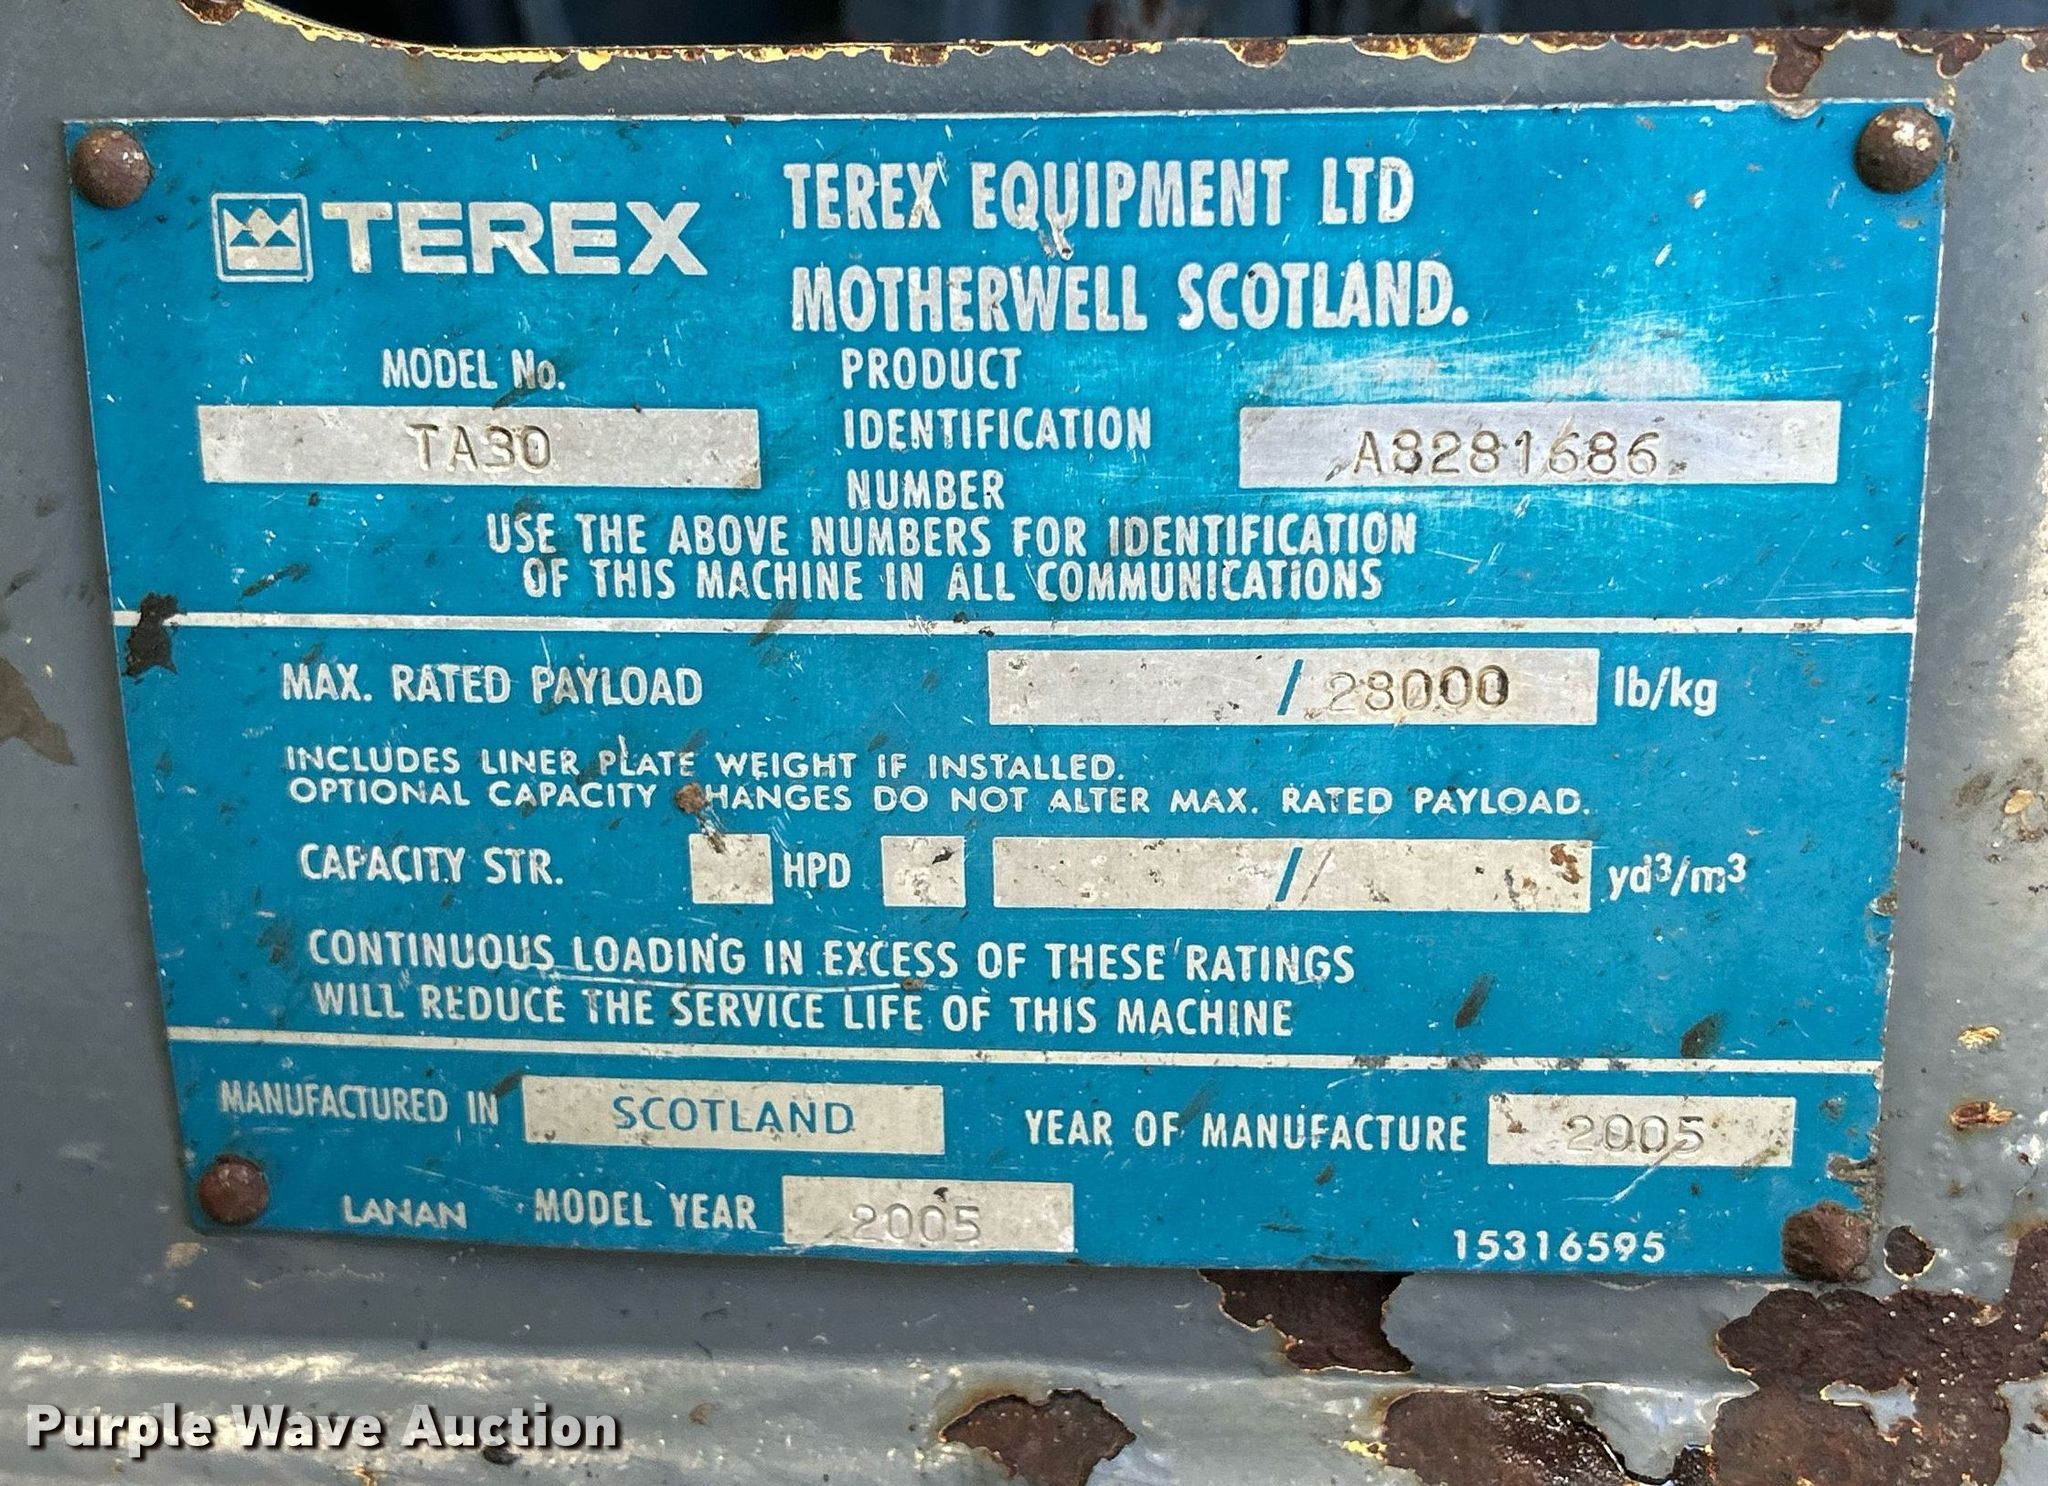 TEREX
TEREX EQUIPMENT LTD
MOTHERWELL SCOTLAND.
MODEL No.
TA30
PRODUCT
IDENTIFICATION
NUMBER
A8281686
USE THE ABOVE NUMBERS FOR IDENTIFICATION
OF THIS MACHINE IN ALL COMMUNICATIONS
MAX. RATED PAYLOAD / 28000 lb/kg
INCLUDES LINER PLATE WEIGHT IF INSTALLED.
OPTIONAL CAPACITY CHANGES DO NOT ALTER MAX. RATED PAYLOAD.
CAPACITY STR. HPD / yd³/m³
CONTINUOUS LOADING IN EXCESS OF THESE RATINGS
WILL REDUCE THE SERVICE LIFE OF THIS MACHINE
MANUFACTURED IN SCOTLAND YEAR OF MANUFACTURE 2005
LANAN MODEL YEAR 2005 15316595
Purple Wave Auction